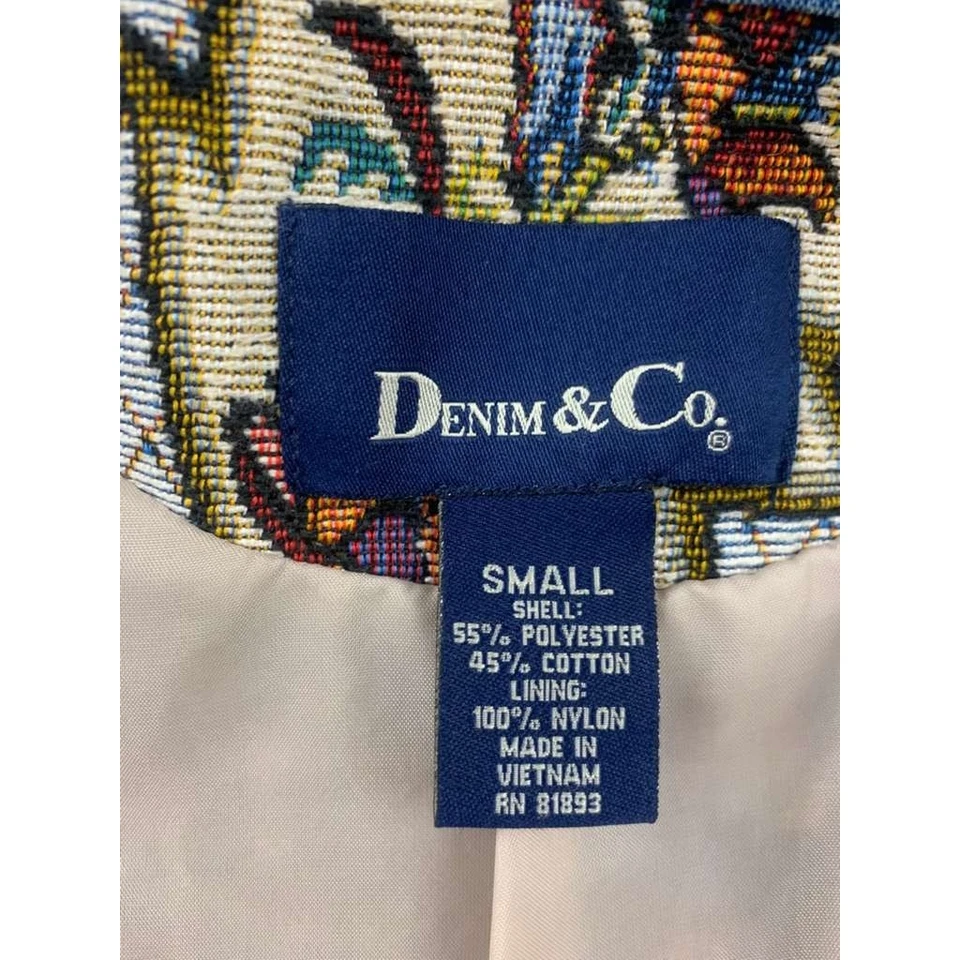 DENIM & CO.®
SMALL
SHELL:
55% POLYESTER
45% COTTON
LINING:
100% NYLON
MADE IN
VIETNAM
RN 81893